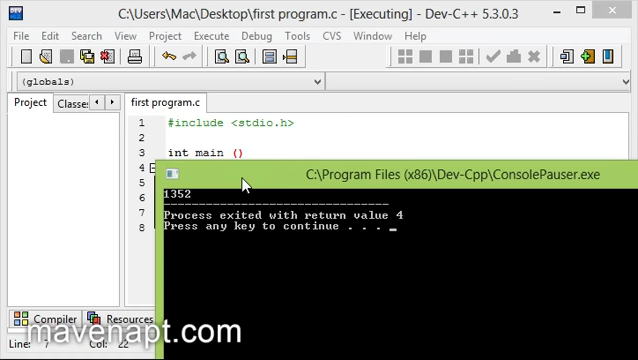 C:\Users\Mac\Desktop\first program.c - [Executing] - Dev-C++ 5.3.0.3
File Edit Search View Project Execute Debug Tools CVS Window Help
(globals)
Project Classes
first program.c
1 #include <stdio.h>
2
3 int main ()
4
5
6
7
8
C:\Program Files (x86)\Dev-Cpp\ConsolePauser.exe
1352
--------------------------------
Process exited with return value 4
Press any key to continue . . . _
Compiler Resources
mavenapt.com
Line: 7 Col: 22